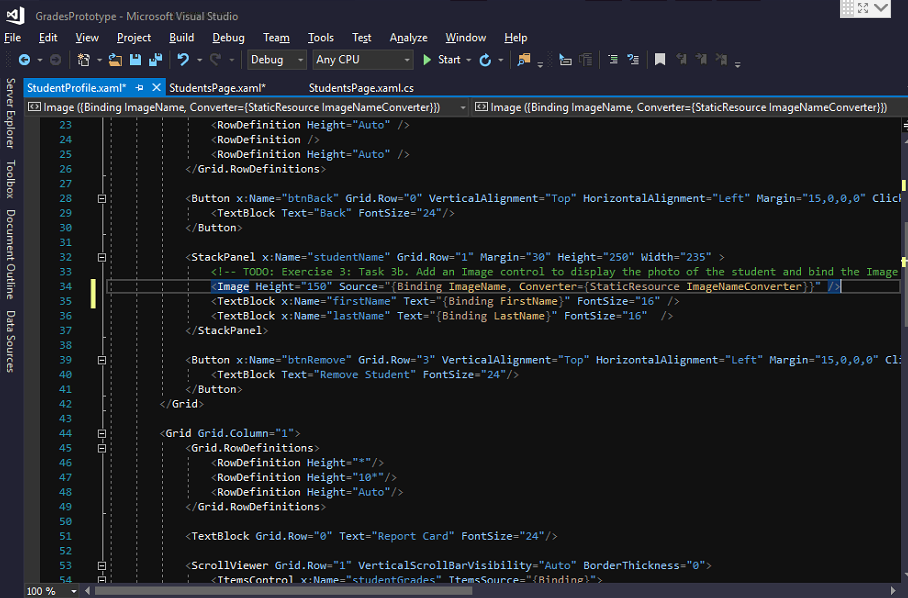 GradesPrototype - Microsoft Visual Studio
File Edit View Project Build Debug Team Tools Test Analyze Window Help
Debug Any CPU Start
StudentProfile.xaml* StudentsPage.xaml* StudentsPage.xaml.cs
Image ({Binding ImageName, Converter={StaticResource ImageNameConverter}}) Image ({Binding ImageName, Converter={StaticResource ImageNameConverter}})
Server Explorer
Toolbox
Document Outline
Data Sources
23 <RowDefinition Height="Auto" />
24 <RowDefinition />
25 <RowDefinition Height="Auto" />
26 </Grid.RowDefinitions>
27
28 <Button x:Name="btnBack" Grid.Row="0" VerticalAlignment="Top" HorizontalAlignment="Left" Margin="15,0,0,0" Clic
29 <TextBlock Text="Back" FontSize="24"/>
30 </Button>
31
32 <StackPanel x:Name="studentName" Grid.Row="1" Margin="30" Height="250" Width="235" >
33 <!-- TODO: Exercise 3: Task 3b. Add an Image control to display the photo of the student and bind the Image
34 <Image Height="150" Source="{Binding ImageName, Converter={StaticResource ImageNameConverter}}" />
35 <TextBlock x:Name="firstName" Text="{Binding FirstName}" FontSize="16" />
36 <TextBlock x:Name="lastName" Text="{Binding LastName}" FontSize="16" />
37 </StackPanel>
38
39 <Button x:Name="btnRemove" Grid.Row="3" VerticalAlignment="Top" HorizontalAlignment="Left" Margin="15,0,0,0" Cli
40 <TextBlock Text="Remove Student" FontSize="24"/>
41 </Button>
42 </Grid>
43
44 <Grid Grid.Column="1">
45 <Grid.RowDefinitions>
46 <RowDefinition Height="*"/>
47 <RowDefinition Height="10*"/>
48 <RowDefinition Height="Auto"/>
49 </Grid.RowDefinitions>
50
51 <TextBlock Grid.Row="0" Text="Report Card" FontSize="24"/>
52
53 <ScrollViewer Grid.Row="1" VerticalScrollBarVisibility="Auto" BorderThickness="0">
54 <ItemsControl x:Name="studentGrades" ItemsSource="{Binding}">
100 %